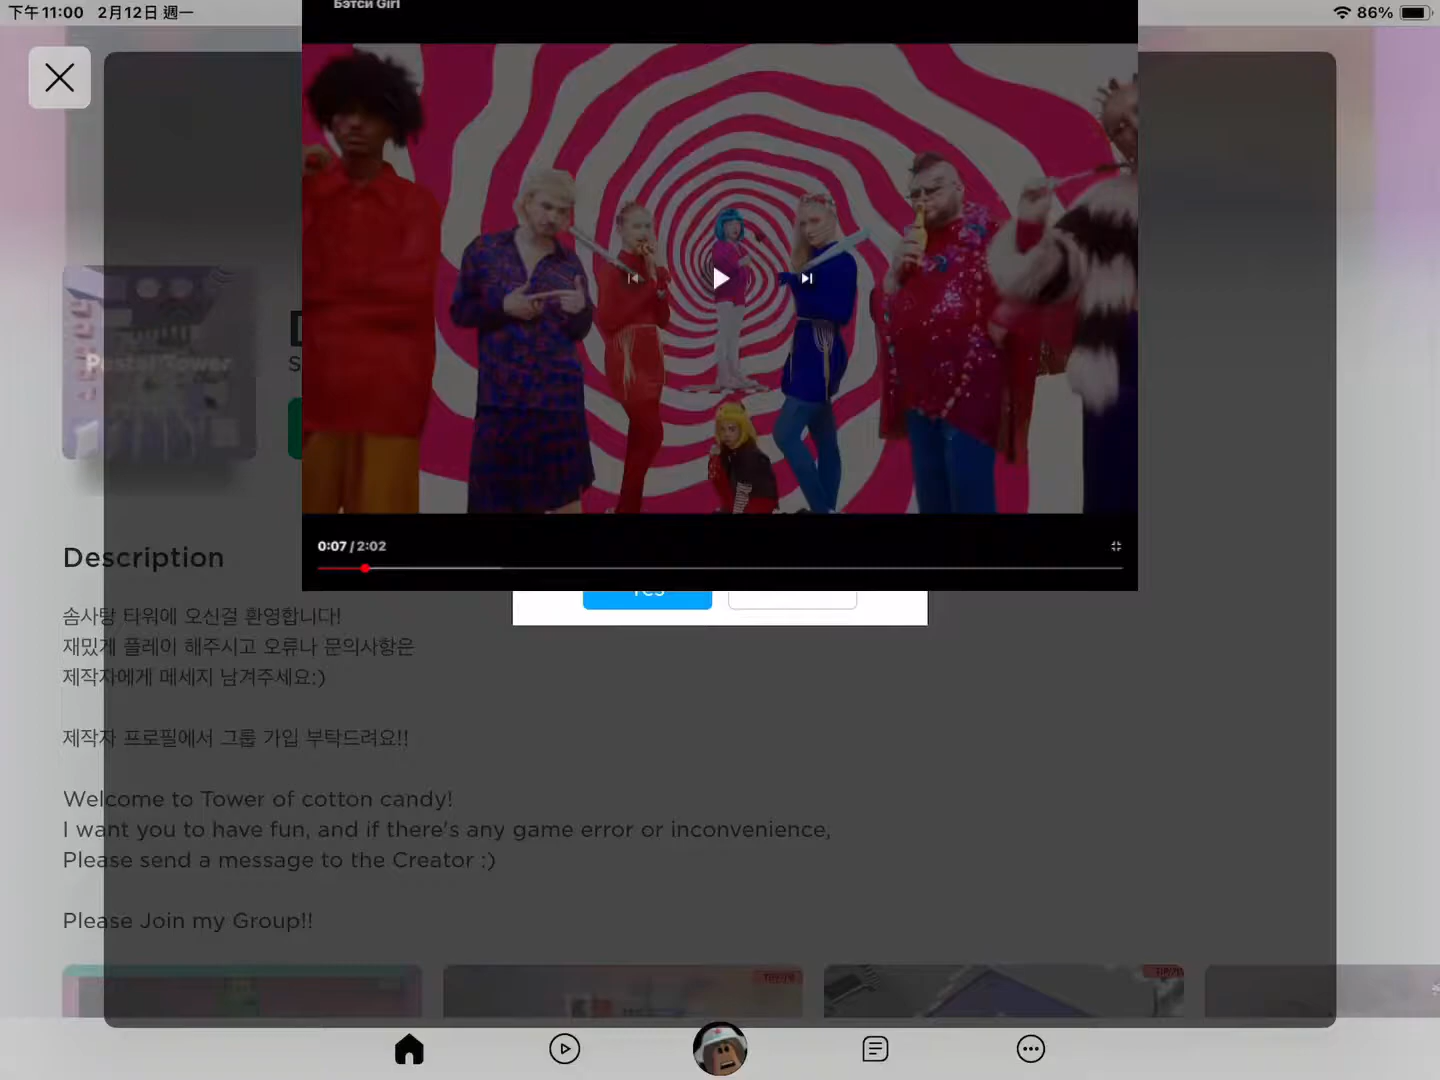 下午11:00 2月12日 週一
86%
Бэтси Girl
Pastel Tower
D
S
0:07 / 2:02
Yes
Description
솜사탕 타워에 오신걸 환영합니다!
재밌게 플레이 해주시고 오류나 문의사항은
제작자에게 메세지 남겨주세요:)
제작자 프로필에서 그룹 가입 부탁드려요!!
Welcome to Tower of cotton candy!
I want you to have fun, and if there's any game error or inconvenience,
Please send a message to the Creator :)
Please Join my Group!!